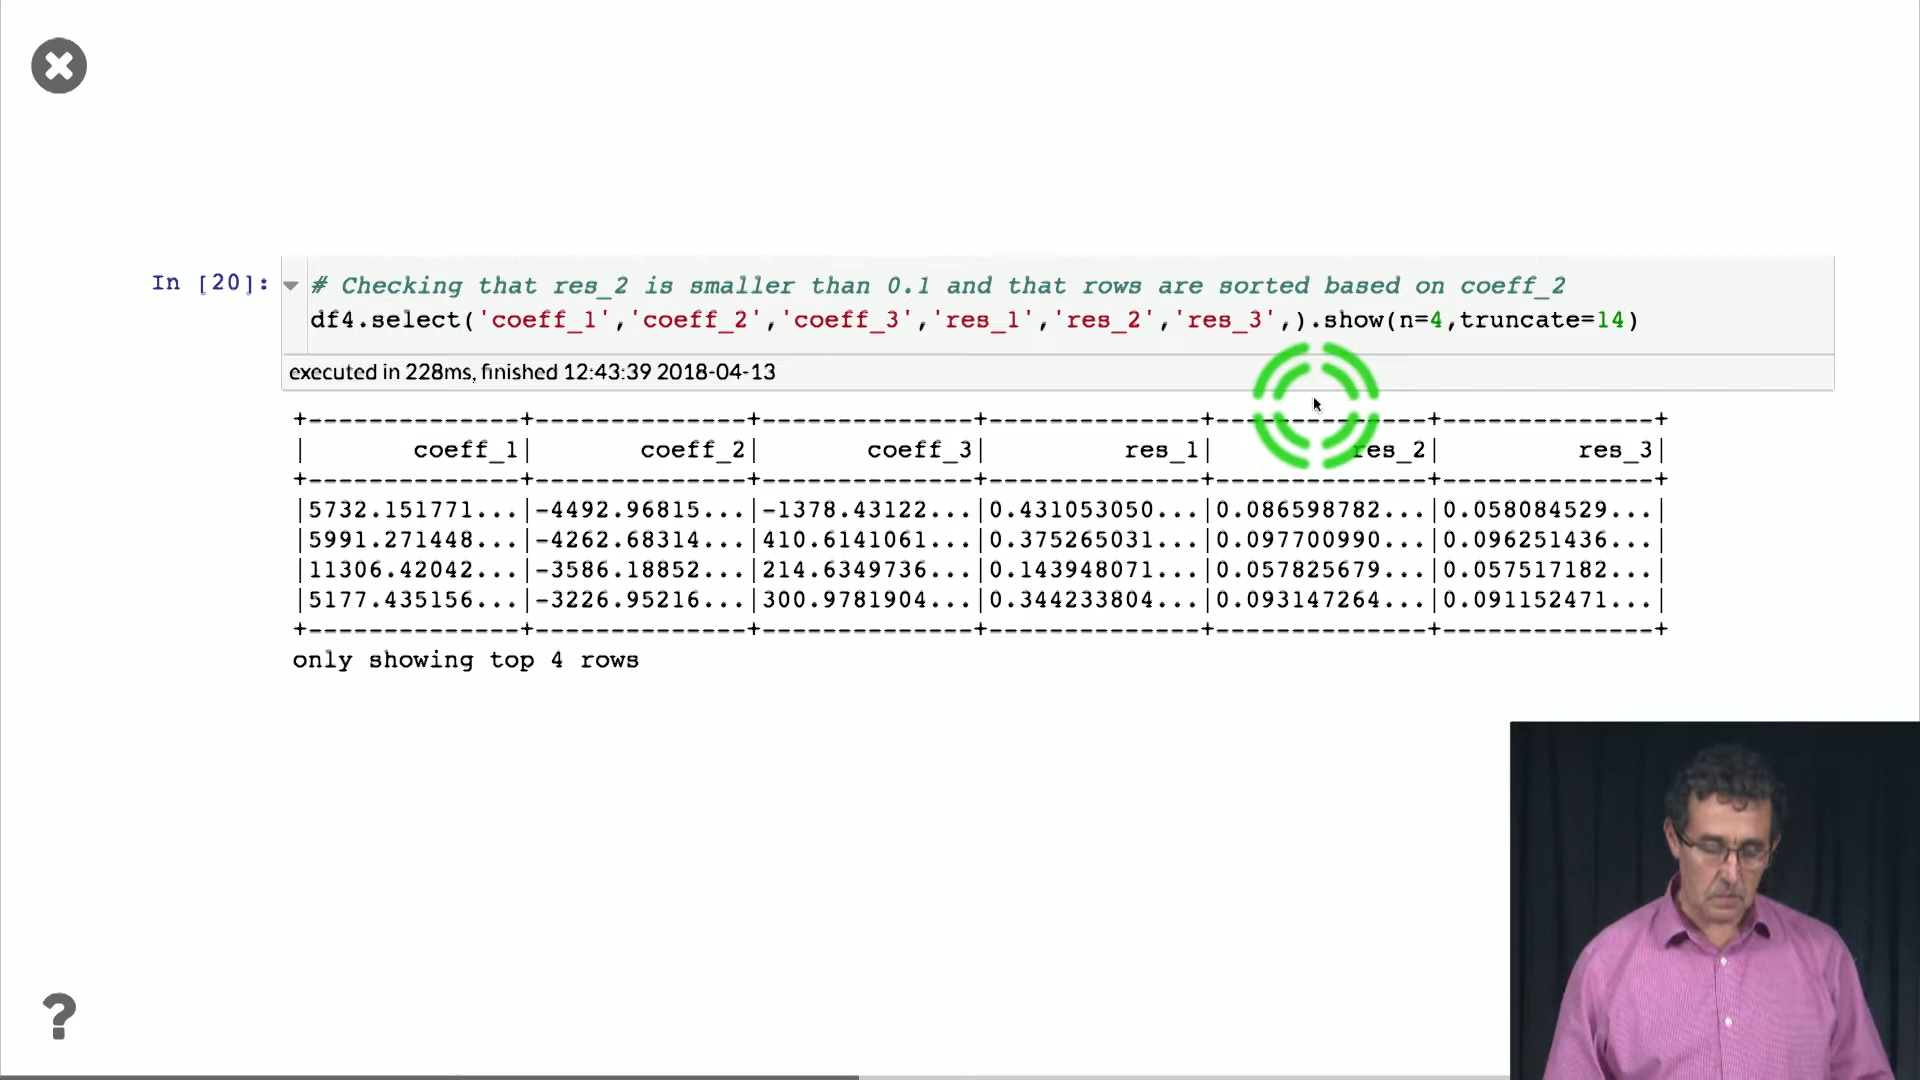 In [20]:
# Checking that res_2 is smaller than 0.1 and that rows are sorted based on coeff_2
df4.select('coeff_1','coeff_2','coeff_3','res_1','res_2','res_3',).show(n=4,truncate=14)
executed in 228ms, finished 12:43:39 2018-04-13
+--------------+--------------+--------------+--------------+--------------+--------------+
|       coeff_1|       coeff_2|       coeff_3|         res_1|         res_2|         res_3|
+--------------+--------------+--------------+--------------+--------------+--------------+
|5732.151771...|-4492.96815...|-1378.43122...|0.431053050...|0.086598782...|0.058084529...|
|5991.271448...|-4262.68314...|410.6141061...|0.375265031...|0.097700990...|0.096251436...|
|11306.42042...|-3586.18852...|214.6349736...|0.143948071...|0.057825679...|0.057517182...|
|5177.435156...|-3226.95216...|300.9781904...|0.344233804...|0.093147264...|0.091152471...|
+--------------+--------------+--------------+--------------+--------------+--------------+
only showing top 4 rows
?